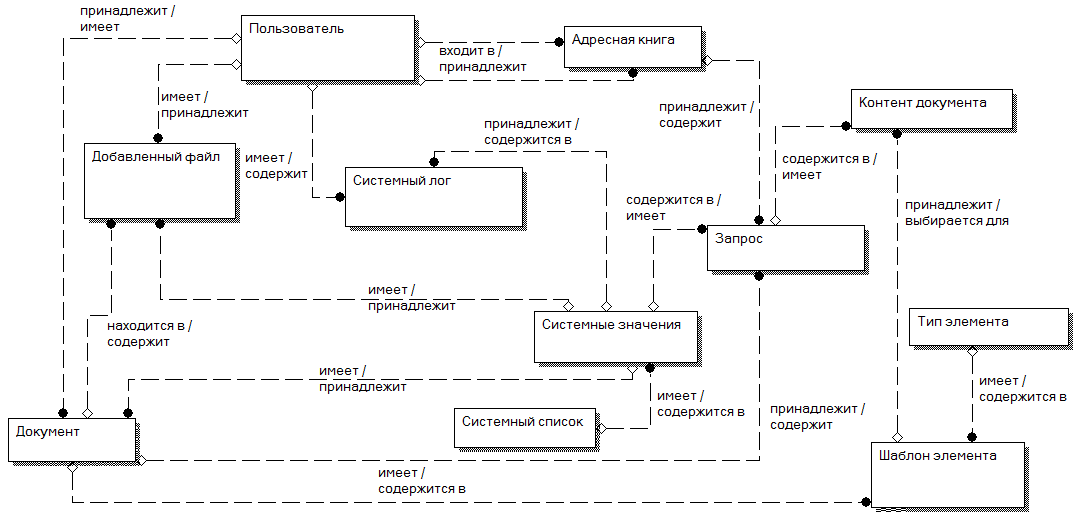 принадлежит /
имеет
Пользователь
Адресная книга
входит в /
принадлежит
имеет /
принадлежит
принадлежит /
содержит
Контент документа
принадлежит /
содержится в
Добавленный файл
имеет /
содержит
содержится в /
имеет
Системный лог
содержится в /
имеет
принадлежит /
выбирается для
Запрос
имеет /
принадлежит
находится в /
содержит
Системные значения
Тип элемента
имеет /
принадлежит
имеет /
содержится в
имеет /
содержится в
Системный список
принадлежит /
содержит
Документ
Шаблон элемента
имеет /
содержится в